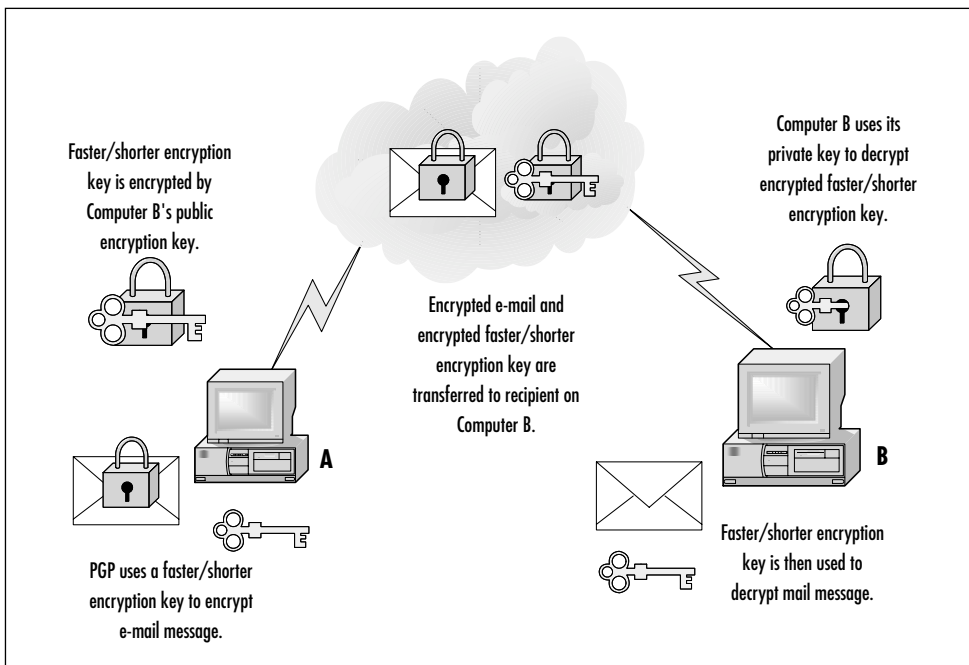 Faster/shorter encryption
key is encrypted by
Computer B's public
encryption key.
Computer B uses its
private key to decrypt
encrypted faster/shorter
encryption key.
Encrypted e-mail and
encrypted faster/shorter
encryption key are
transferred to recipient on
Computer B.
A
B
PGP uses a faster/shorter
encryption key to encrypt
e-mail message.
Faster/shorter encryption
key is then used to
decrypt mail message.